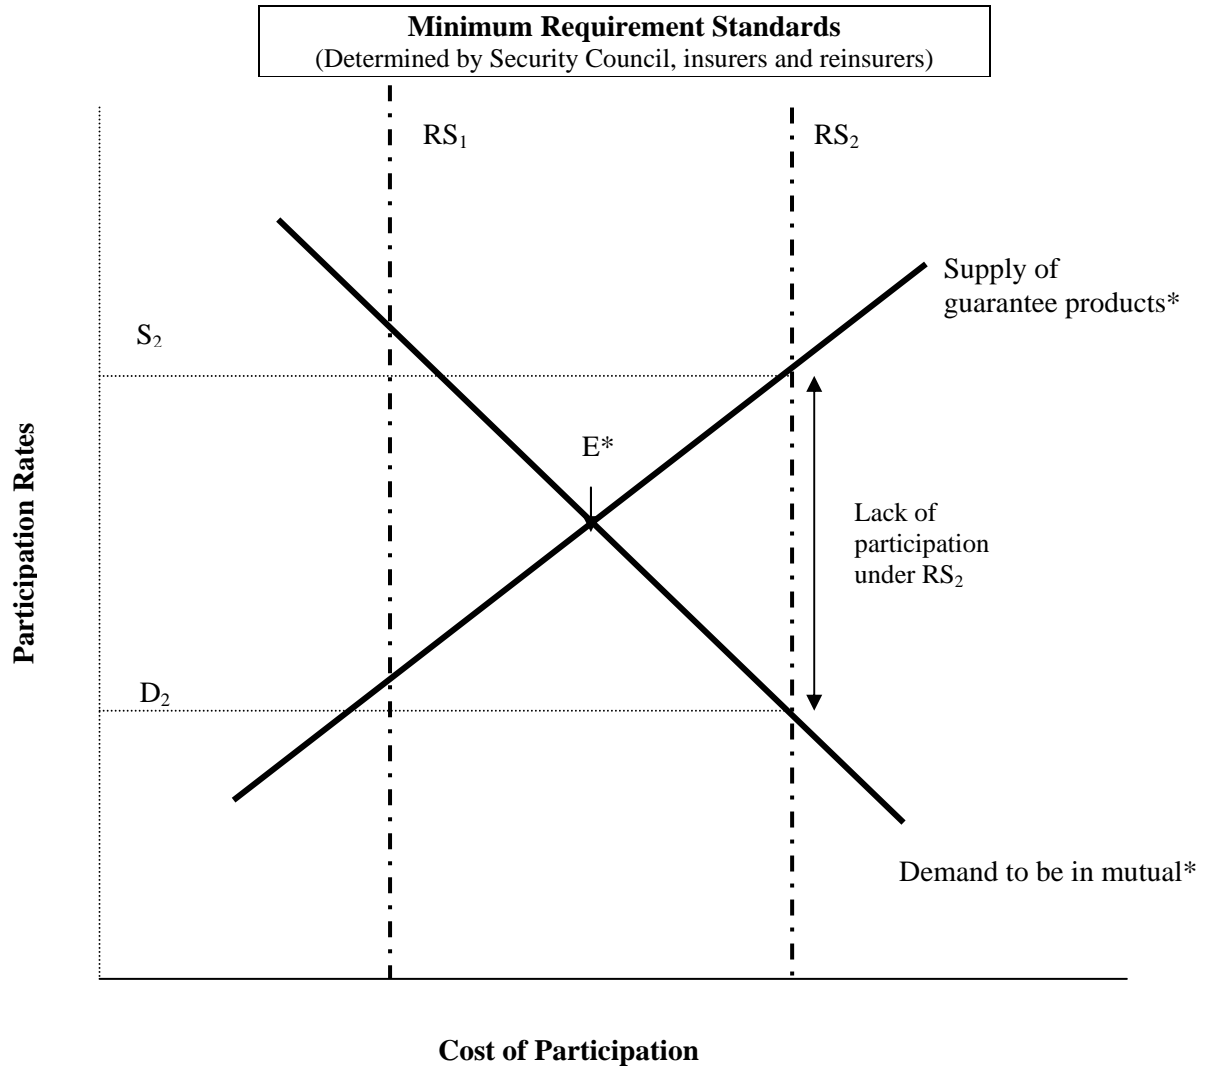 Minimum Requirement Standards
(Determined by Security Council, insurers and reinsurers)
RS₁
RS₂
Supply of
guarantee products*
S₂
E*
Participation Rates
Lack of
participation
under RS₂
D₂
Demand to be in mutual*
Cost of Participation